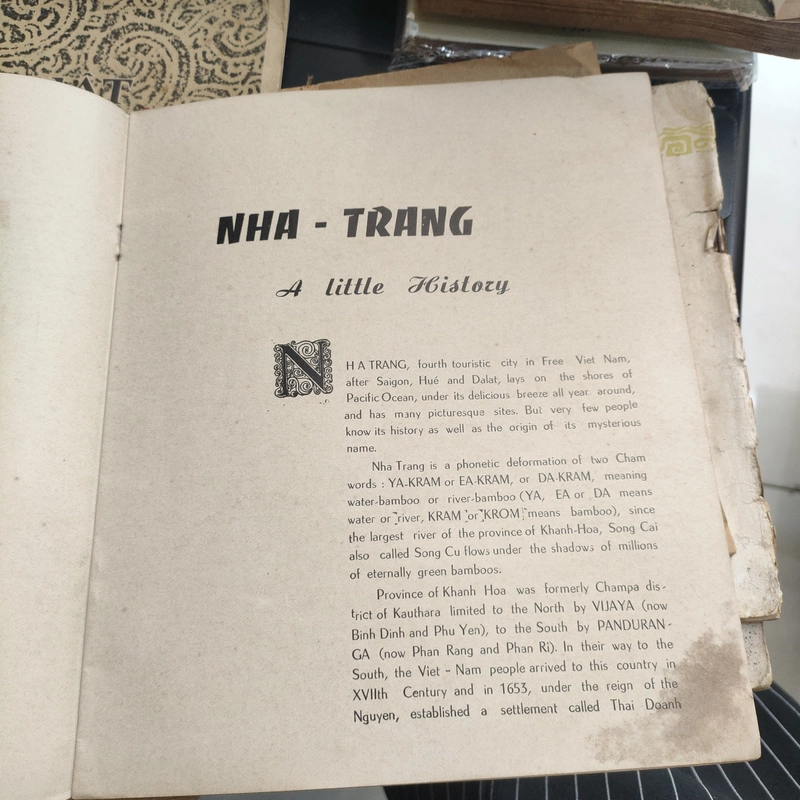 NHA - TRANG
A little History
NHA TRANG, fourth touristic city in Free Viet Nam,
after Saigon, Hué and Dalat, lays on the shores of
Pacific Ocean, under its delicious breeze all year around,
and has many picturesque sites. But very few people
know its history as well as the origin of its mysterious
name.
Nha Trang is a phonetic deformation of two Cham
words : YA-KRAM or EA-KRAM, or DA-KRAM, meaning
water-bamboo or river-bamboo (YA, EA or DA means
water or river, KRAM or KROM means bamboo), since
the largest river of the province of Khanh-Hoa, Song Cai
also called Song Cu flows under the shadows of millions
of eternally green bamboos.
Province of Khanh Hoa was formerly Champa dis-
trict of Kauthara limited to the North by VIJAYA (now
Binh Dinh and Phu Yen), to the South by PANDURAN-
GA (now Phan Rang and Phan Ri). In their way to the
South, the Viet - Nam people arrived to this country in
XVIIth Century and in 1653, under the reign of the
Nguyen, established a settlement called Thai Doanh